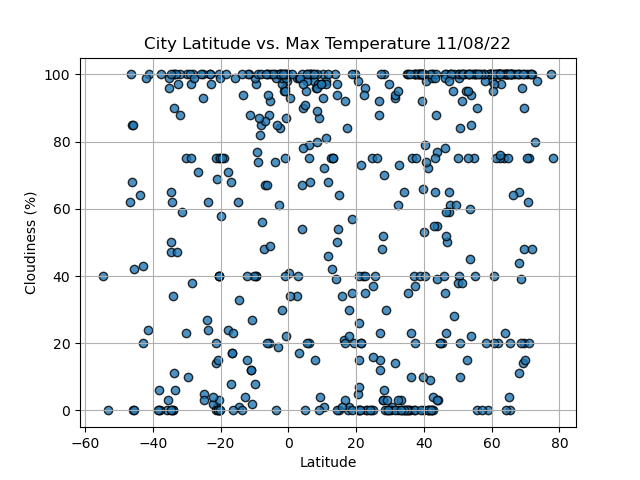 City Latitude vs. Max Temperature 11/08/22
100
80
60
40
20
0
Cloudiness (%)
−60 −40 −20 0 20 40 60 80
Latitude